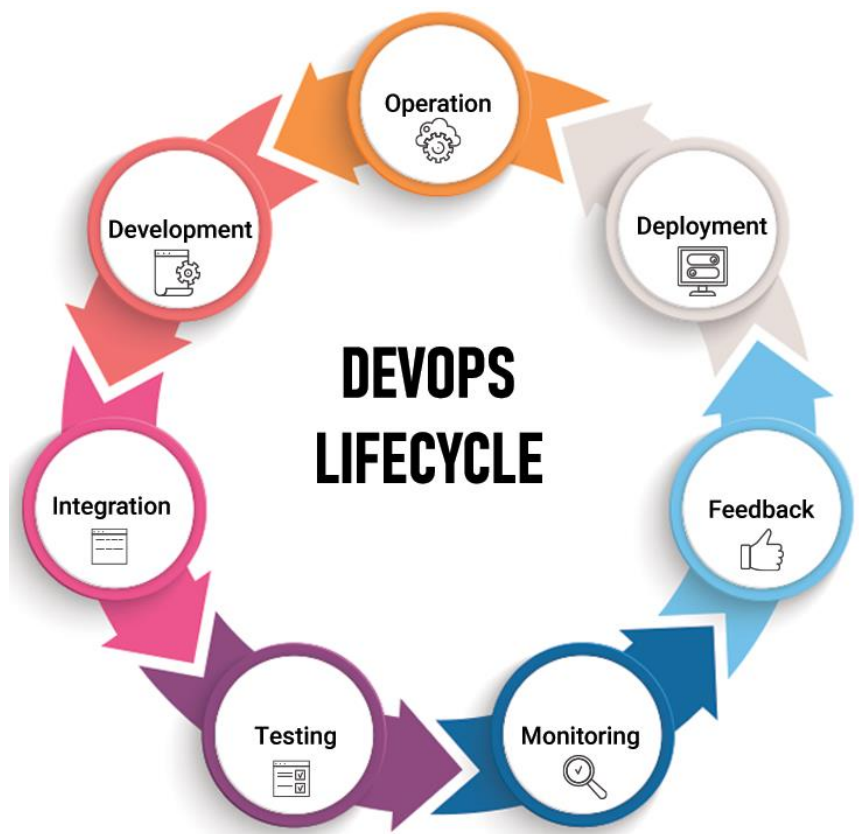 Operation
Development
Deployment
DEVOPS
LIFECYCLE
Integration
Feedback
Testing
Monitoring